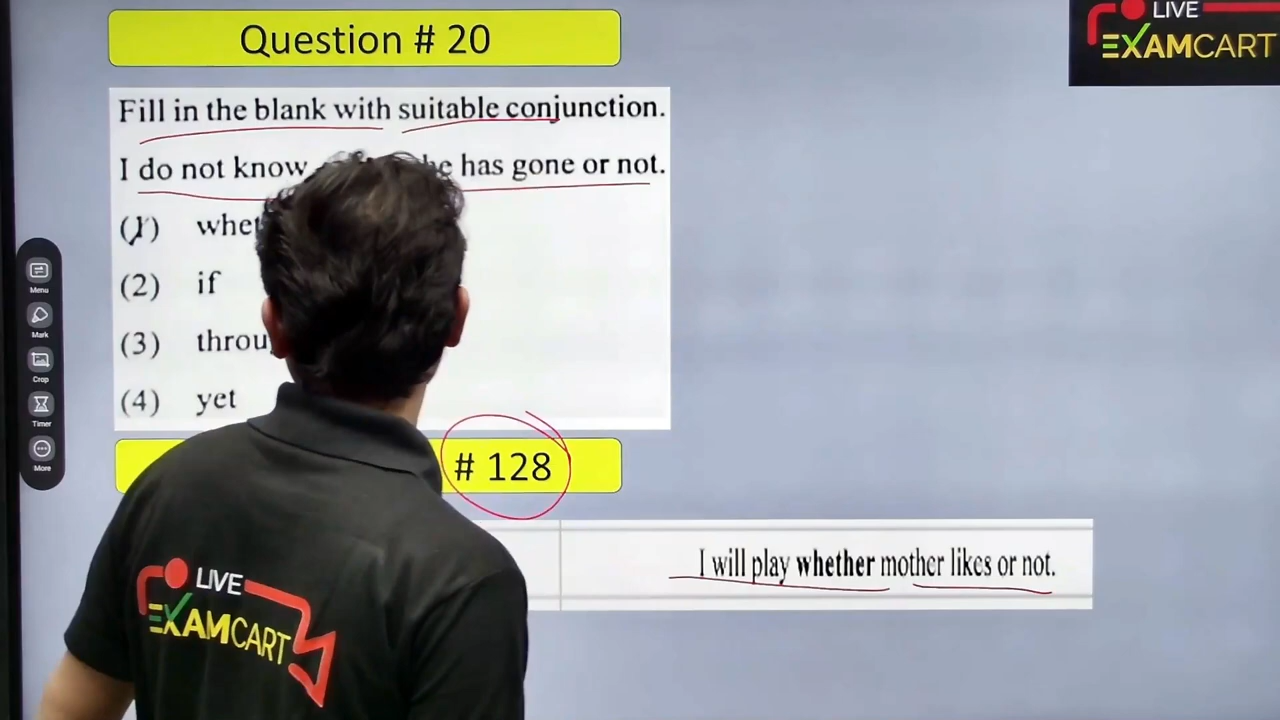 LIVE
EXAMCART
Question # 20
Fill in the blank with suitable conjunction.
I do not know he has gone or not.
(1)
(2) if
(3)
(4) yet
# 128
I will play whether mother likes or not.
Menu
Mark
Crop
Timer
More
LIVE
EXAMCART